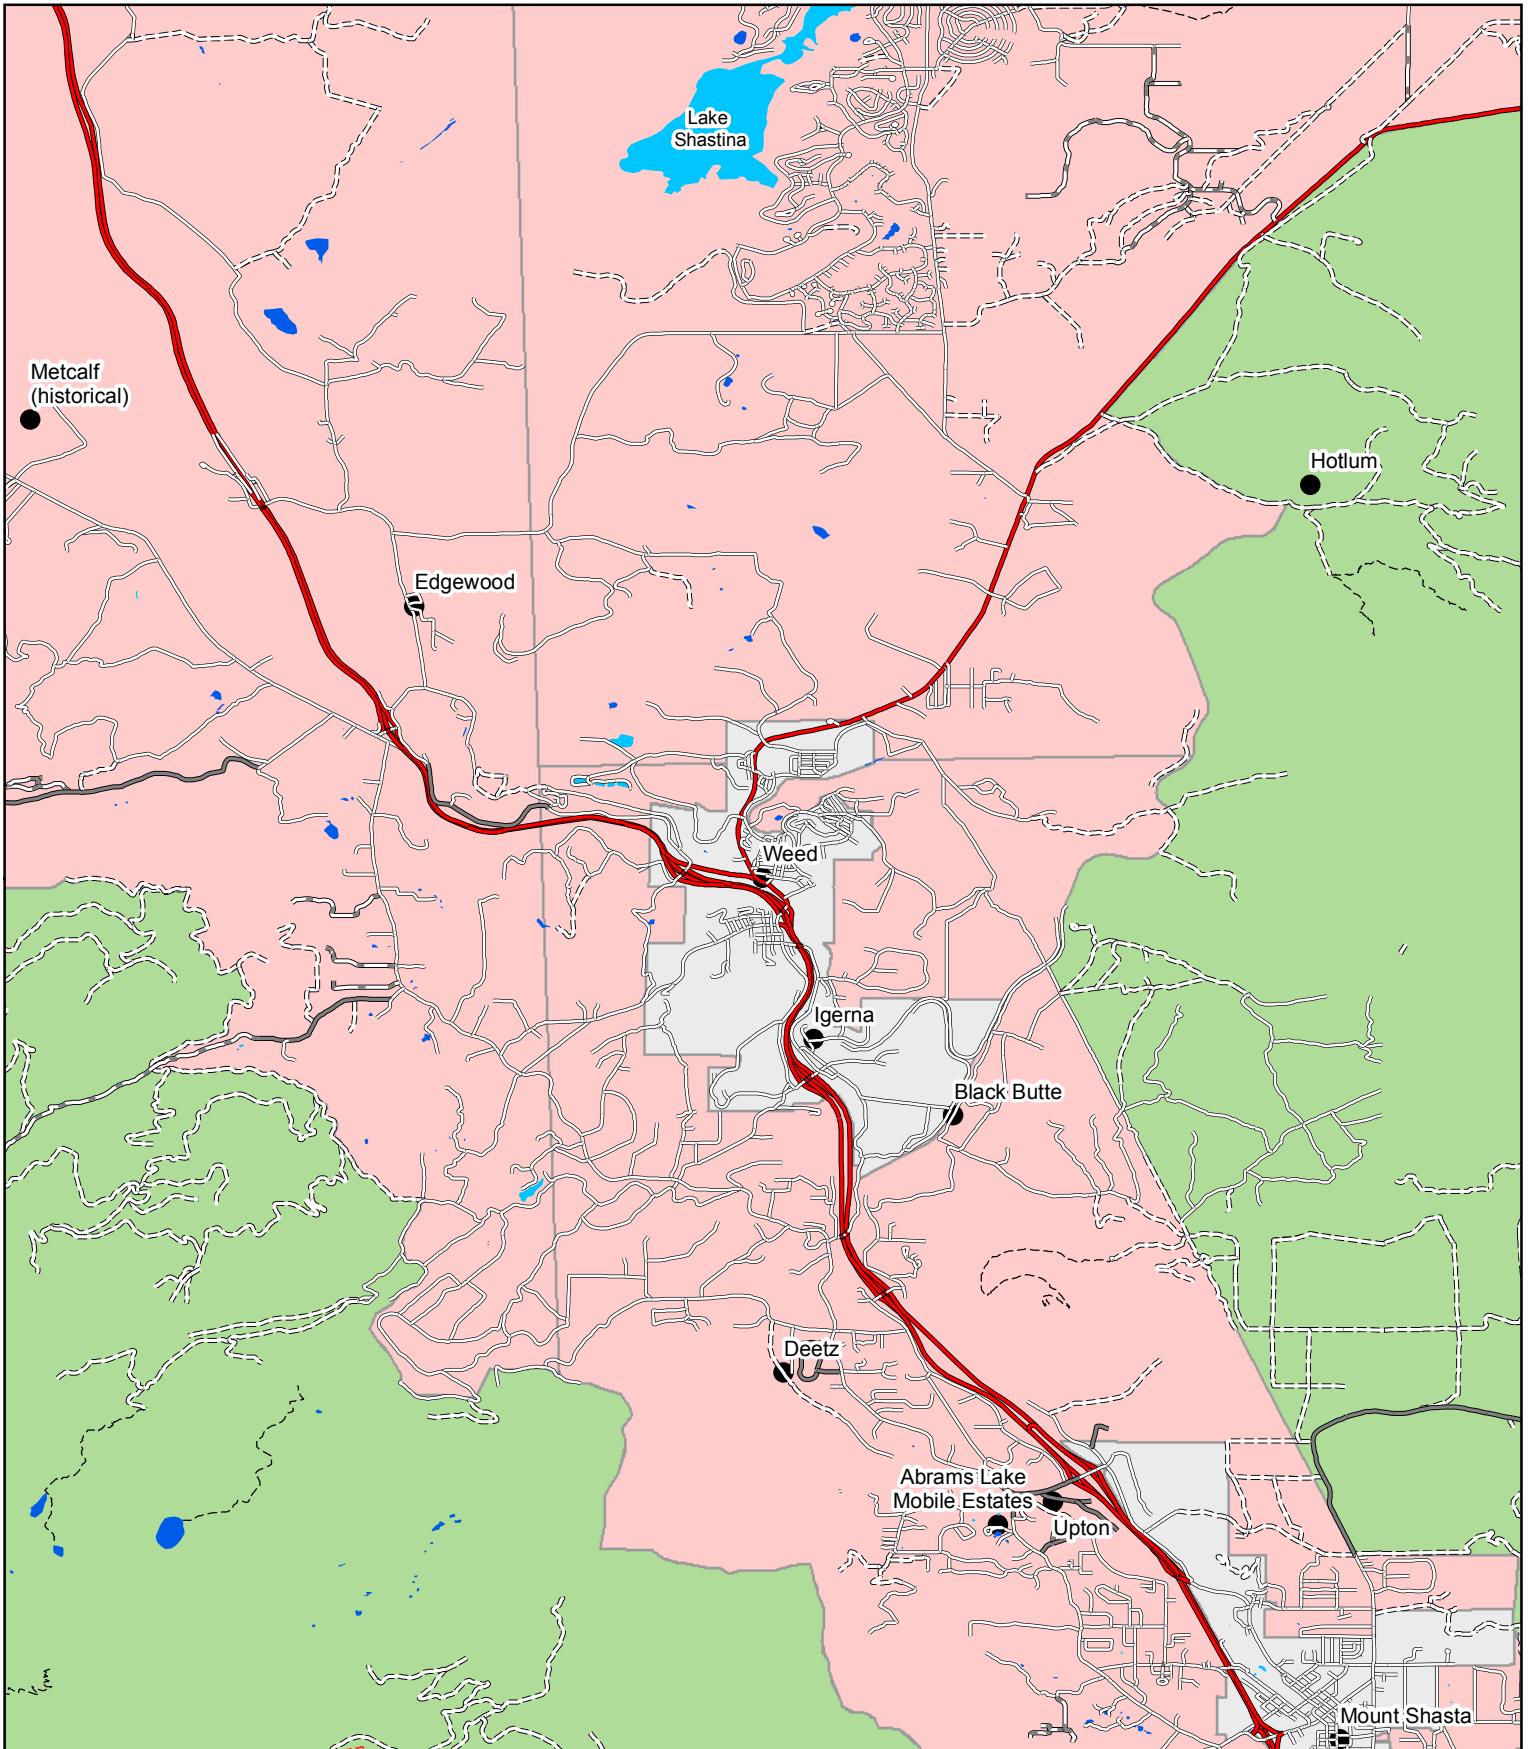 Lake
Shastina
Metcalf
(historical)
Hotlum
Edgewood
Weed
Igerna
Black Butte
Deetz
Abrams Lake
Mobile Estates
Upton
Mount Shasta